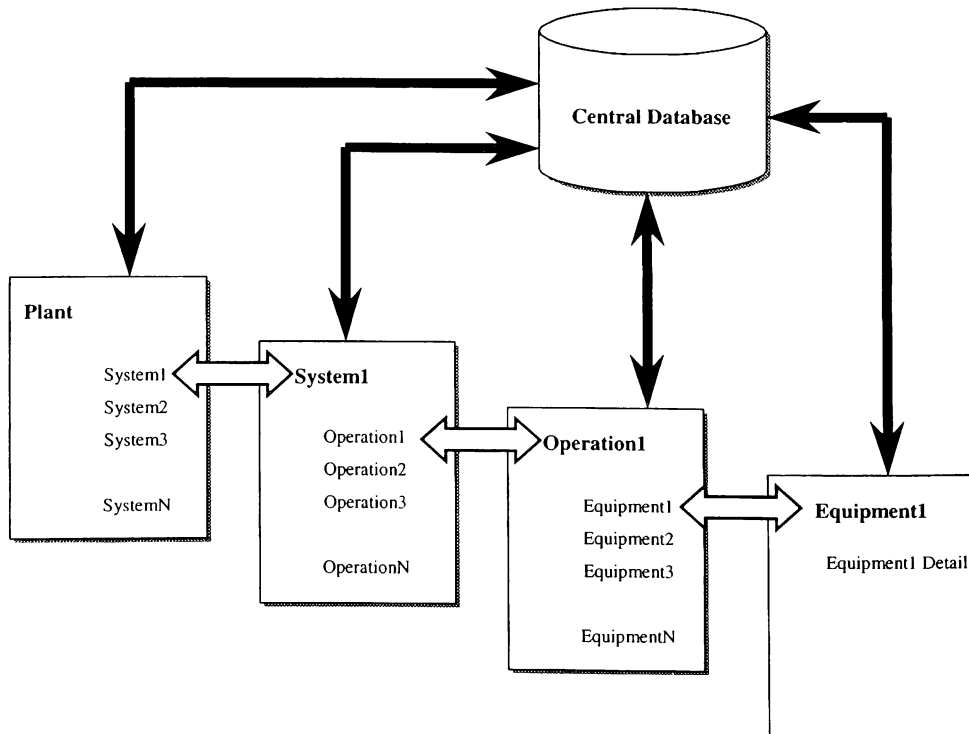 Central Database
Plant
System1
System2
System3
SystemN
System1
Operation1
Operation2
Operation3
OperationN
Operation1
Equipment1
Equipment2
Equipment3
EquipmentN
Equipment1
Equipment1 Detail